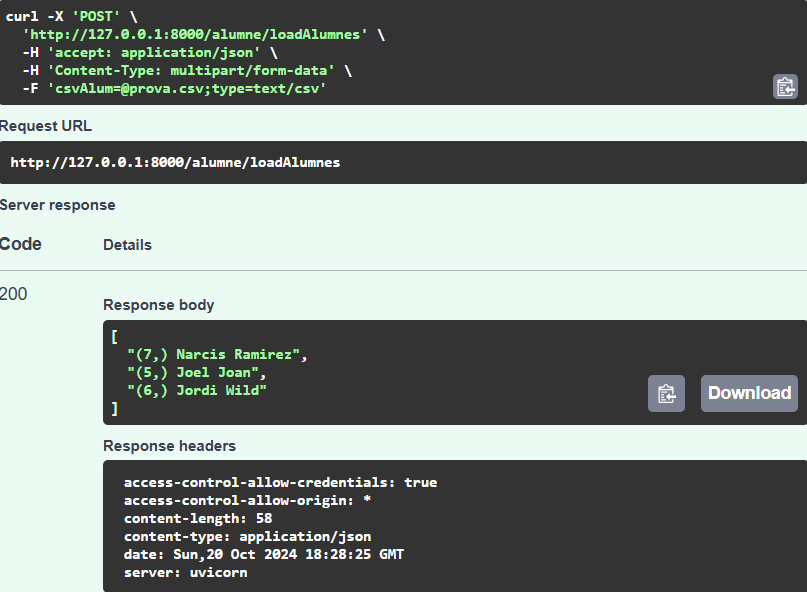 curl -X 'POST' \
  'http://127.0.0.1:8000/alumne/loadAlumnes' \
  -H 'accept: application/json' \
  -H 'Content-Type: multipart/form-data' \
  -F 'csvAlum=@prova.csv;type=text/csv'
Request URL
http://127.0.0.1:8000/alumne/loadAlumnes
Server response
Code Details
200
Response body
[
  "(7,) Narcis Ramirez",
  "(5,) Joel Joan",
  "(6,) Jordi Wild"
]
Download
Response headers
access-control-allow-credentials: true
access-control-allow-origin: *
content-length: 58
content-type: application/json
date: Sun,20 Oct 2024 18:28:25 GMT
server: uvicorn